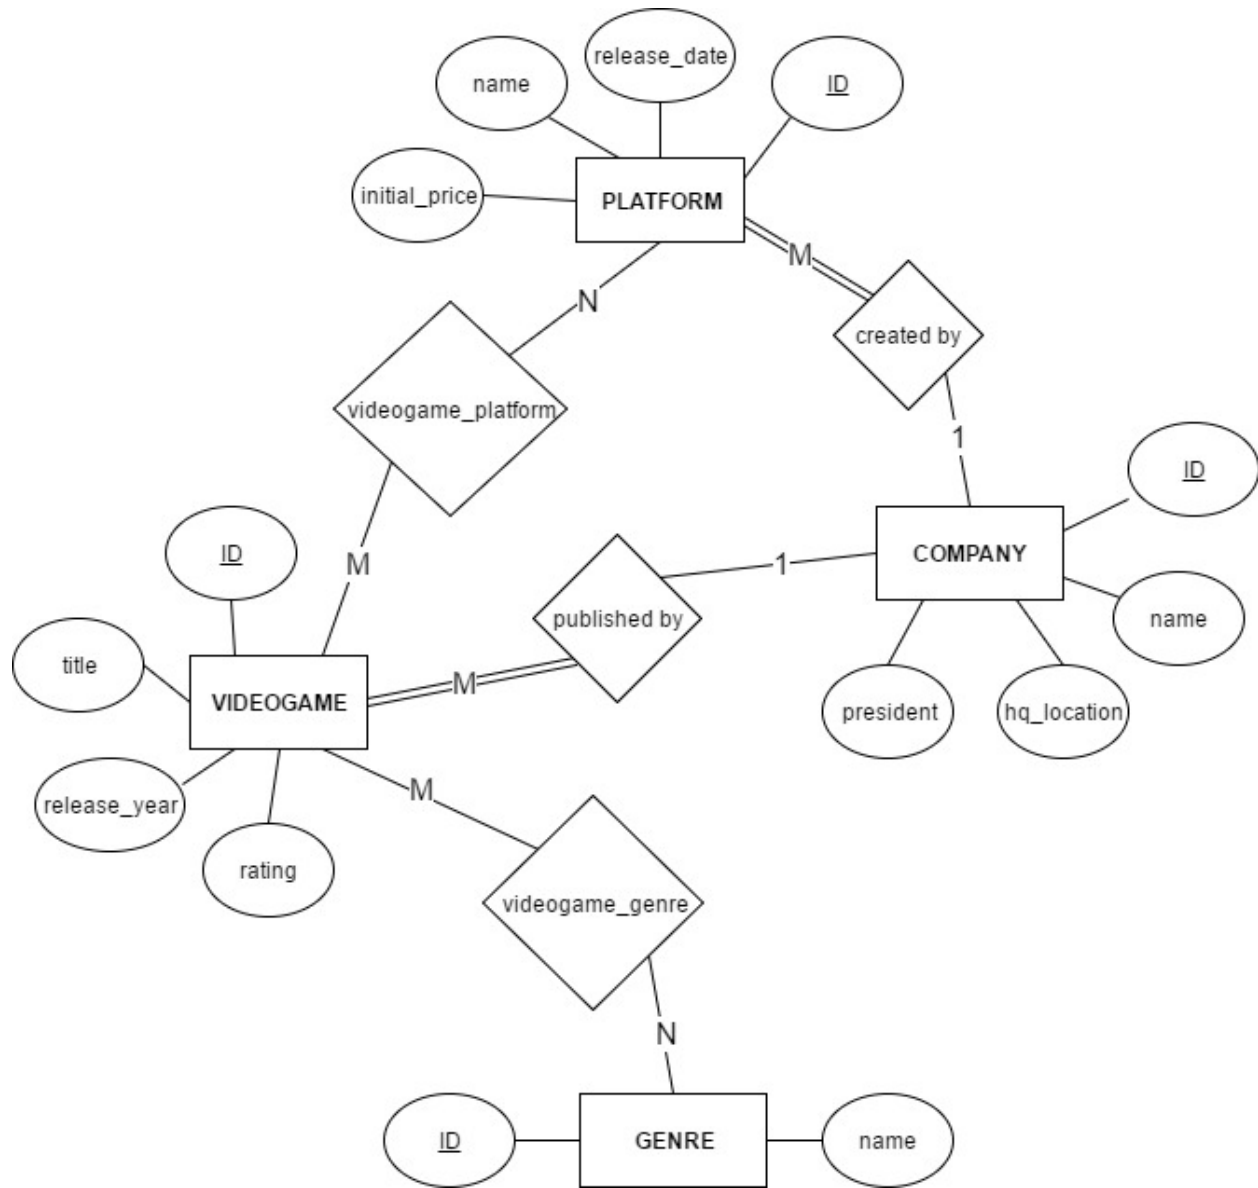 release_date
name
ID
initial_price
PLATFORM
M
N
created by
videogame_platform
1
ID
ID
COMPANY
M
1
published by
name
title
M
VIDEOGAME
president
hq_location
M
release_year
rating
videogame_genre
N
ID
GENRE
name